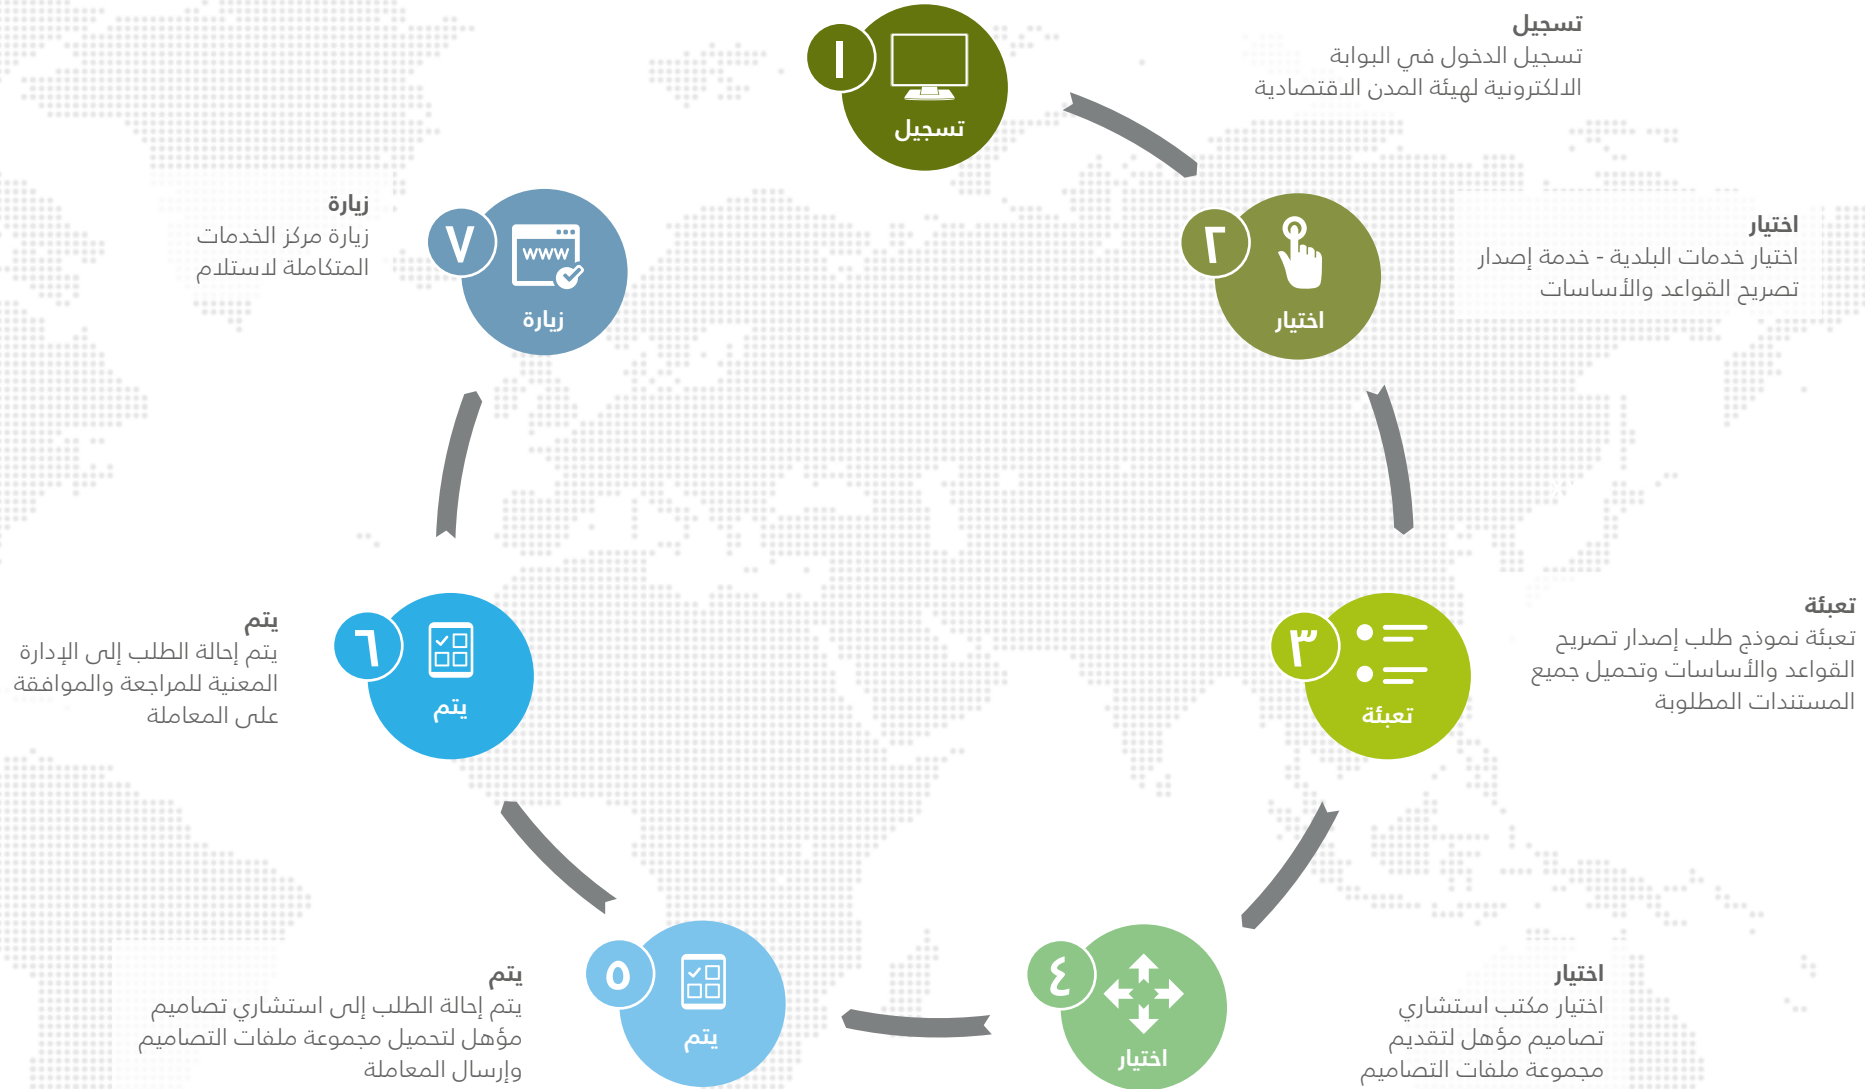 ١
تسجيل
تسجيل
تسجيل الدخول في البوابة
الالكترونية لهيئة المدن الاقتصادية
٢
اختيار
اختيار
اختيار خدمات البلدية - خدمة إصدار
تصريح القواعد والأساسات
٣
تعبئة
تعبئة
تعبئة نموذج طلب إصدار تصريح
القواعد والأساسات وتحميل جميع
المستندات المطلوبة
٤
اختيار
اختيار
اختيار مكتب استشاري
تصاميم مؤهل لتقديم
مجموعة ملفات التصاميم
٥
يتم
يتم
يتم إحالة الطلب إلى استشاري تصاميم
مؤهل لتحميل مجموعة ملفات التصاميم
وإرسال المعاملة
٦
يتم
يتم
يتم إحالة الطلب إلى الإدارة
المعنية للمراجعة والموافقة
على المعاملة
٧
www
زيارة
زيارة
زيارة مركز الخدمات
المتكاملة لاستلام